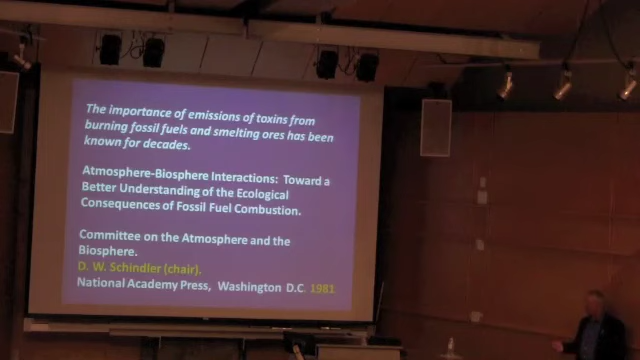 The importance of emissions of toxins from
burning fossil fuels and smelting ores has been
known for decades.
Atmosphere-Biosphere Interactions: Toward a
Better Understanding of the Ecological
Consequences of Fossil Fuel Combustion.
Committee on the Atmosphere and the
Biosphere.
D. W. Schindler (chair).
National Academy Press, Washington D.C. 1981